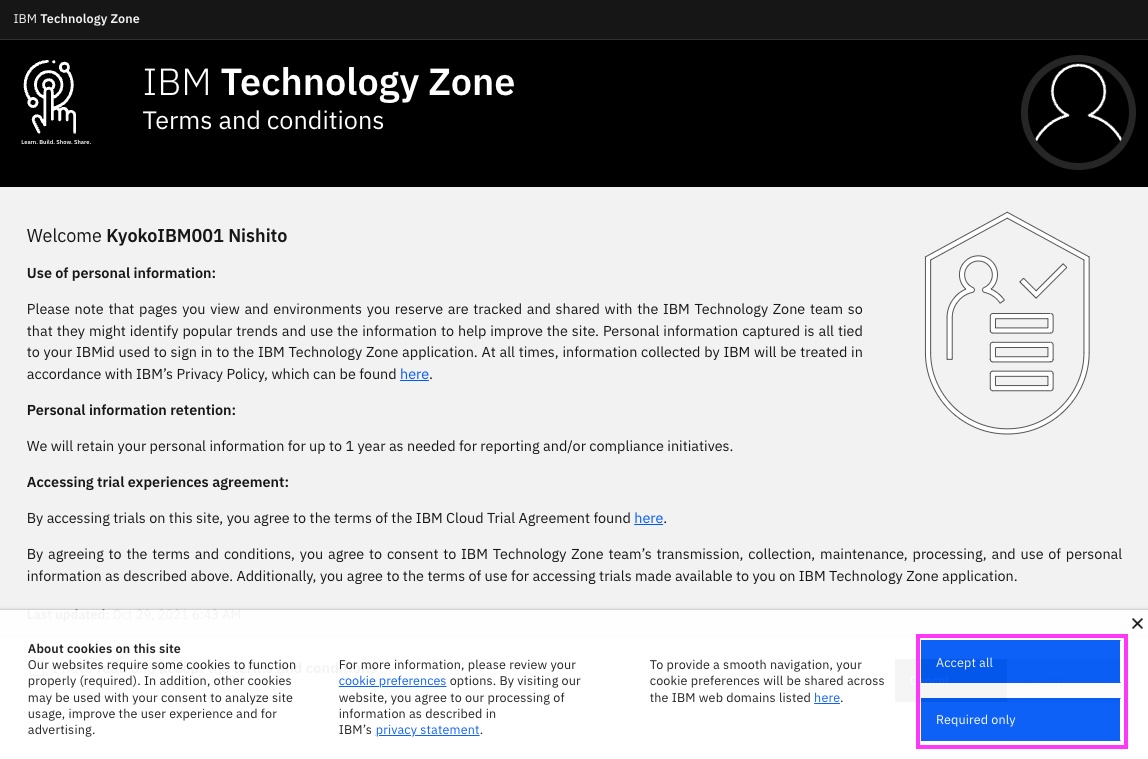 IBM Technology Zone
IBM Technology Zone
Terms and conditions
Learn. Build. Show. Share.
Welcome KyokoIBM001 Nishito
Use of personal information:
Please note that pages you view and environments you reserve are tracked and shared with the IBM Technology Zone team so
that they might identify popular trends and use the information to help improve the site. Personal information captured is all tied
to your IBMid used to sign in to the IBM Technology Zone application. At all times, information collected by IBM will be treated in
accordance with IBM’s Privacy Policy, which can be found here.
Personal information retention:
We will retain your personal information for up to 1 year as needed for reporting and/or compliance initiatives.
Accessing trial experiences agreement:
By accessing trials on this site, you agree to the terms of the IBM Cloud Trial Agreement found here.
By agreeing to the terms and conditions, you agree to consent to IBM Technology Zone team’s transmission, collection, maintenance, processing, and use of personal
information as described above. Additionally, you agree to the terms of use for accessing trials made available to you on IBM Technology Zone application.
Last updated: Oct 29, 2021 6:43 AM
About cookies on this site
Our websites require some cookies to function
properly (required). In addition, other cookies
may be used with your consent to analyze site
usage, improve the user experience and for
advertising.
For more information, please review your
cookie preferences options. By visiting our
website, you agree to our processing of
information as described in
IBM’s privacy statement.
To provide a smooth navigation, your
cookie preferences will be shared across
the IBM web domains listed here.
Accept all
Required only